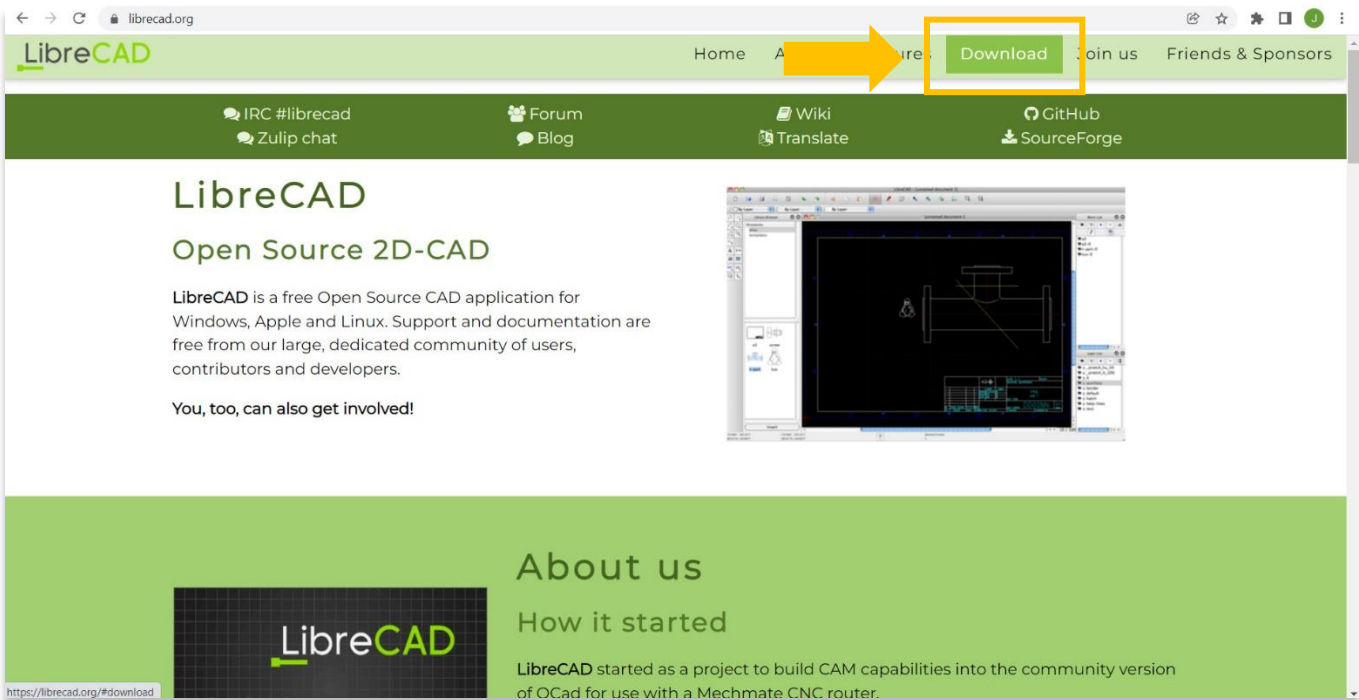 librecad.org
J
LibreCAD
Home A ures Download Join us Friends & Sponsors
IRC #librecad Forum Wiki GitHub
Zulip chat Blog Translate SourceForge
LibreCAD
Open Source 2D-CAD
LibreCAD is a free Open Source CAD application for
Windows, Apple and Linux. Support and documentation are
free from our large, dedicated community of users,
contributors and developers.
You, too, can also get involved!
About us
How it started
LibreCAD
LibreCAD started as a project to build CAM capabilities into the community version
of QCad for use with a Mechmate CNC router.
https://librecad.org/#download